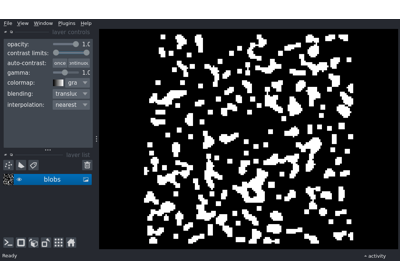 File View Window Plugins Help
layer controls
opacity: 1.0
contrast limits:
auto-contrast: once
gamma: 1.0
colormap: gra
blending: translu
interpolation: nearest
layer list
blobs
Ready activity